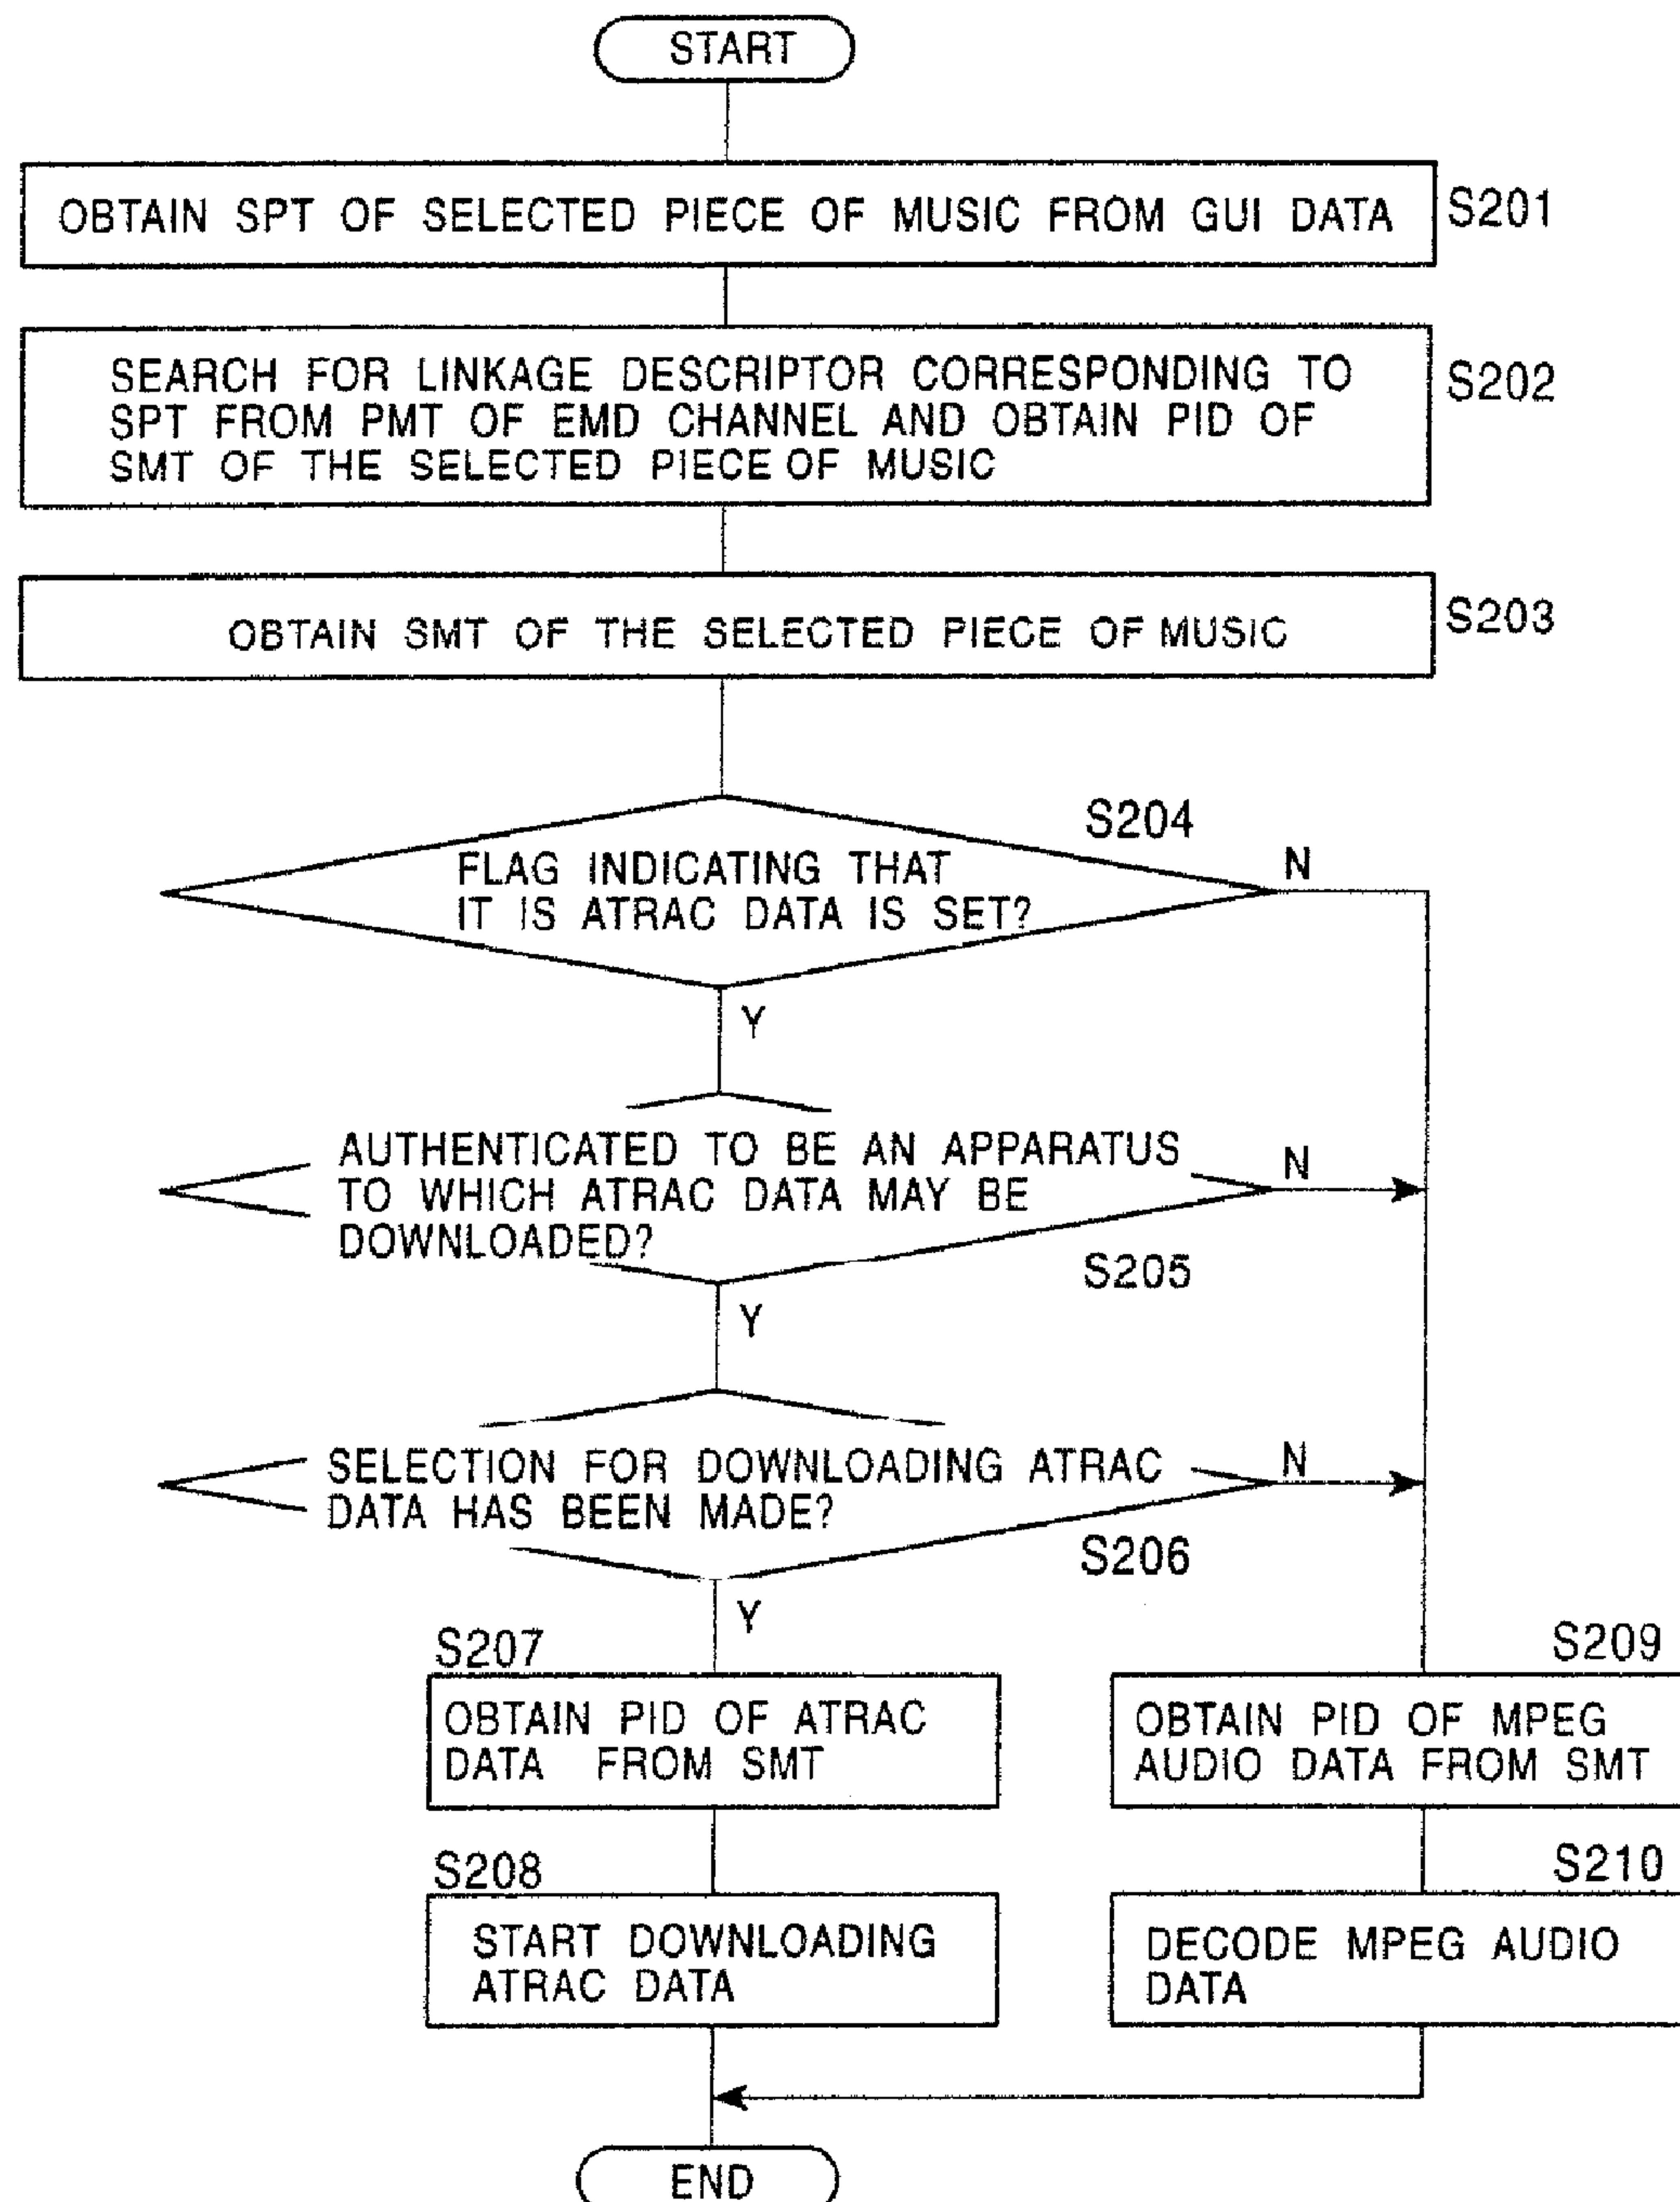 START
OBTAIN SPT OF SELECTED PIECE OF MUSIC FROM GUI DATA
S201
SEARCH FOR LINKAGE DESCRIPTOR CORRESPONDING TO
SPT FROM PMT OF EMD CHANNEL AND OBTAIN PID OF
SMT OF THE SELECTED PIECE OF MUSIC
S202
OBTAIN SMT OF THE SELECTED PIECE OF MUSIC
S203
S204
FLAG INDICATING THAT
IT IS ATRAC DATA IS SET?
N
Y
AUTHENTICATED TO BE AN APPARATUS
TO WHICH ATRAC DATA MAY BE
DOWNLOADED?
N
S205
Y
SELECTION FOR DOWNLOADING ATRAC
DATA HAS BEEN MADE?
N
S206
Y
S207
OBTAIN PID OF ATRAC
DATA FROM SMT
S209
OBTAIN PID OF MPEG
AUDIO DATA FROM SMT
S208
START DOWNLOADING
ATRAC DATA
S210
DECODE MPEG AUDIO
DATA
END